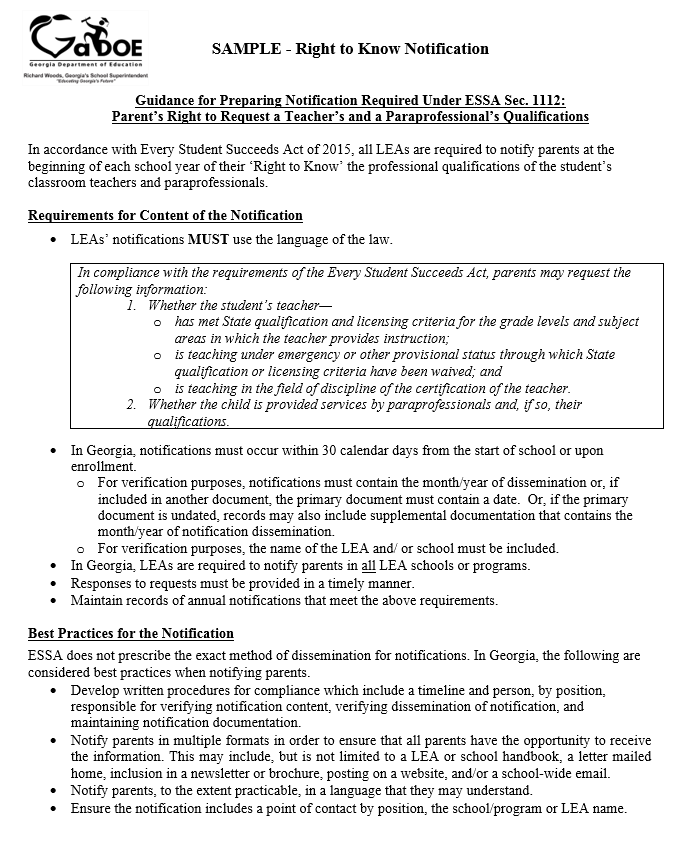 GaDOE
Georgia Department of Education
Richard Woods, Georgia's School Superintendent
"Educating Georgia's Future"
SAMPLE - Right to Know Notification
Guidance for Preparing Notification Required Under ESSA Sec. 1112:
Parent's Right to Request a Teacher's and a Paraprofessional's Qualifications
In accordance with Every Student Succeeds Act of 2015, all LEAs are required to notify parents at the
beginning of each school year of their 'Right to Know' the professional qualifications of the student's
classroom teachers and paraprofessionals.
Requirements for Content of the Notification
• LEAs' notifications MUST use the language of the law.
In compliance with the requirements of the Every Student Succeeds Act, parents may request the
following information:
1. Whether the student's teacher—
o has met State qualification and licensing criteria for the grade levels and subject
areas in which the teacher provides instruction;
o is teaching under emergency or other provisional status through which State
qualification or licensing criteria have been waived; and
o is teaching in the field of discipline of the certification of the teacher.
2. Whether the child is provided services by paraprofessionals and, if so, their
qualifications.
• In Georgia, notifications must occur within 30 calendar days from the start of school or upon
enrollment.
o For verification purposes, notifications must contain the month/year of dissemination or, if
included in another document, the primary document must contain a date. Or, if the primary
document is undated, records may also include supplemental documentation that contains the
month/year of notification dissemination.
o For verification purposes, the name of the LEA and/ or school must be included.
• In Georgia, LEAs are required to notify parents in all LEA schools or programs.
• Responses to requests must be provided in a timely manner.
• Maintain records of annual notifications that meet the above requirements.
Best Practices for the Notification
ESSA does not prescribe the exact method of dissemination for notifications. In Georgia, the following are
considered best practices when notifying parents.
• Develop written procedures for compliance which include a timeline and person, by position,
responsible for verifying notification content, verifying dissemination of notification, and
maintaining notification documentation.
• Notify parents in multiple formats in order to ensure that all parents have the opportunity to receive
the information. This may include, but is not limited to a LEA or school handbook, a letter mailed
home, inclusion in a newsletter or brochure, posting on a website, and/or a school-wide email.
• Notify parents, to the extent practicable, in a language that they may understand.
• Ensure the notification includes a point of contact by position, the school/program or LEA name.